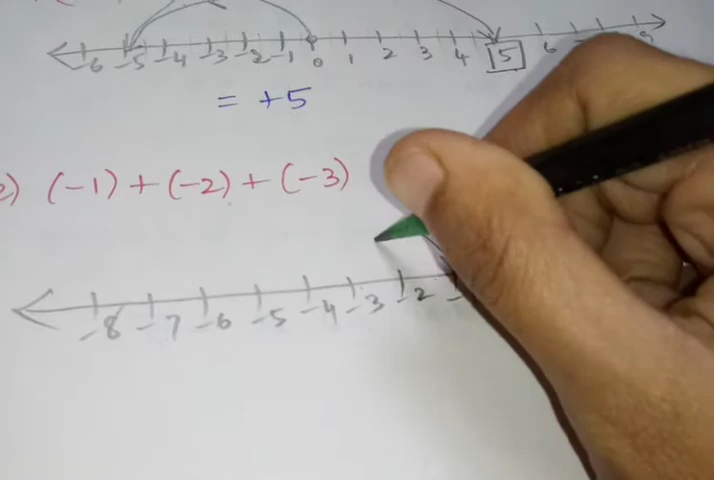 -6 -5 -4 -3 -2 -1 0 1 2 3 4 5 6 9
= +5
(-1) + (-2) + (-3)
-8 -7 -6 -5 -4 -3 -2